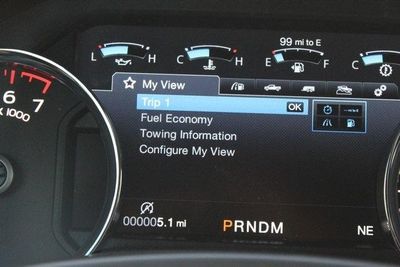 99 mi to E
L H C H E F C
My View
Trip 1 OK
Fuel Economy
Towing Information
Configure My View
6 7
x 1000
000005.1 mi
PRNDM
NE